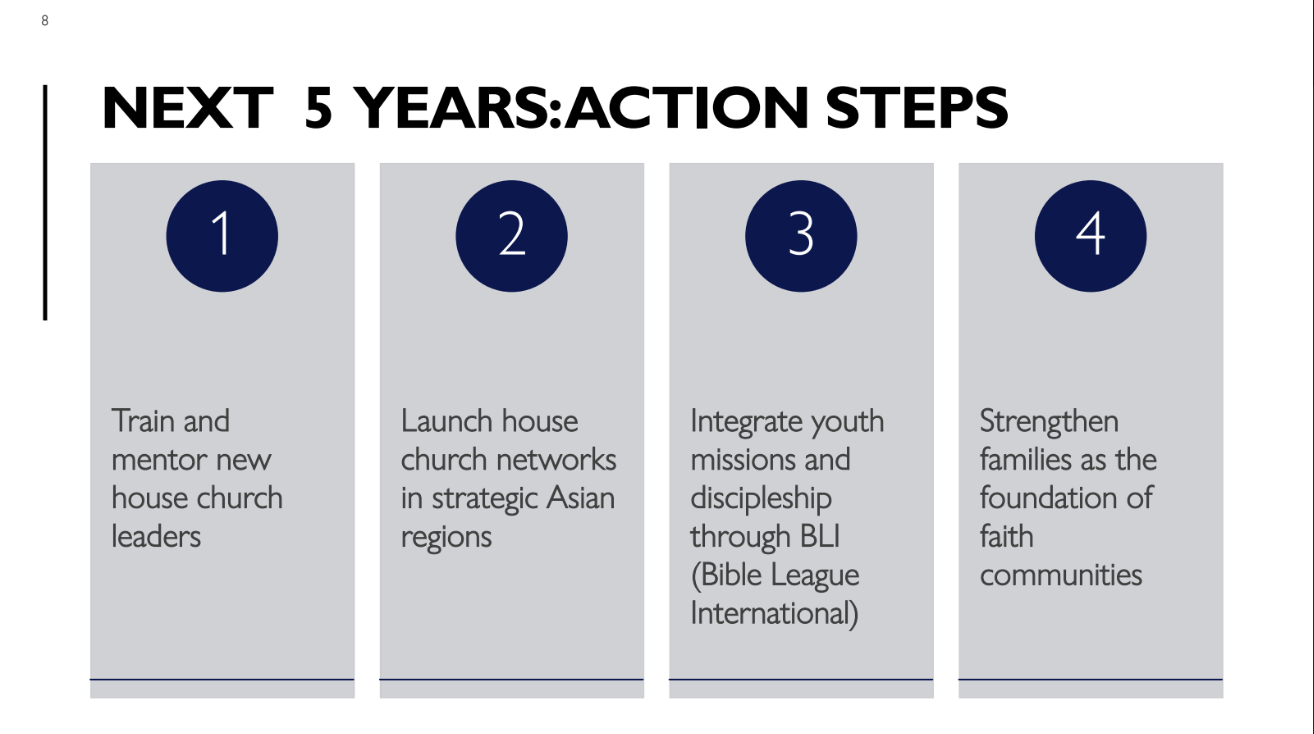 8
NEXT  5 YEARS:ACTION STEPS
1
Train and
mentor new
house church
leaders
2
Launch house
church networks
in strategic Asian
regions
3
Integrate youth
missions and
discipleship
through BLI
(Bible League
International)
4
Strengthen
families as the
foundation of
faith
communities